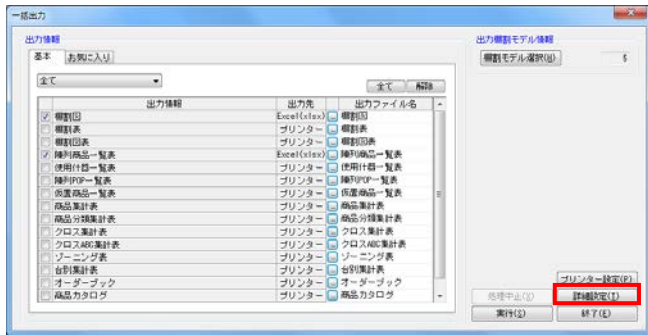 一括出力
出力情報
基本 お気に入り
全て
全て 解除
出力情報 出力先 出力ファイル名
棚割図 Excel(xlsx) 棚割図
棚割表 プリンター 棚割表
棚割図表 プリンター 棚割図表
陳列商品一覧表 Excel(xlsx) 陳列商品一覧表
使用什器一覧表 プリンター 使用什器一覧表
陳列POP一覧表 プリンター 陳列POP一覧表
仮置商品一覧表 プリンター 仮置商品一覧表
商品集計表 プリンター 商品集計表
商品分類集計表 プリンター 商品分類集計表
クロス集計表 プリンター クロス集計表
クロスABC集計表 プリンター クロスABC集計表
ゾーニング表 プリンター ゾーニング表
台別集計表 プリンター 台別集計表
オーダーブック プリンター オーダーブック
商品カタログ プリンター 商品カタログ
出力棚割モデル情報
棚割モデル選択(M) 5
プリンター設定(P)
処理中止(X) 詳細設定(T)
実行(S) 終了(E)